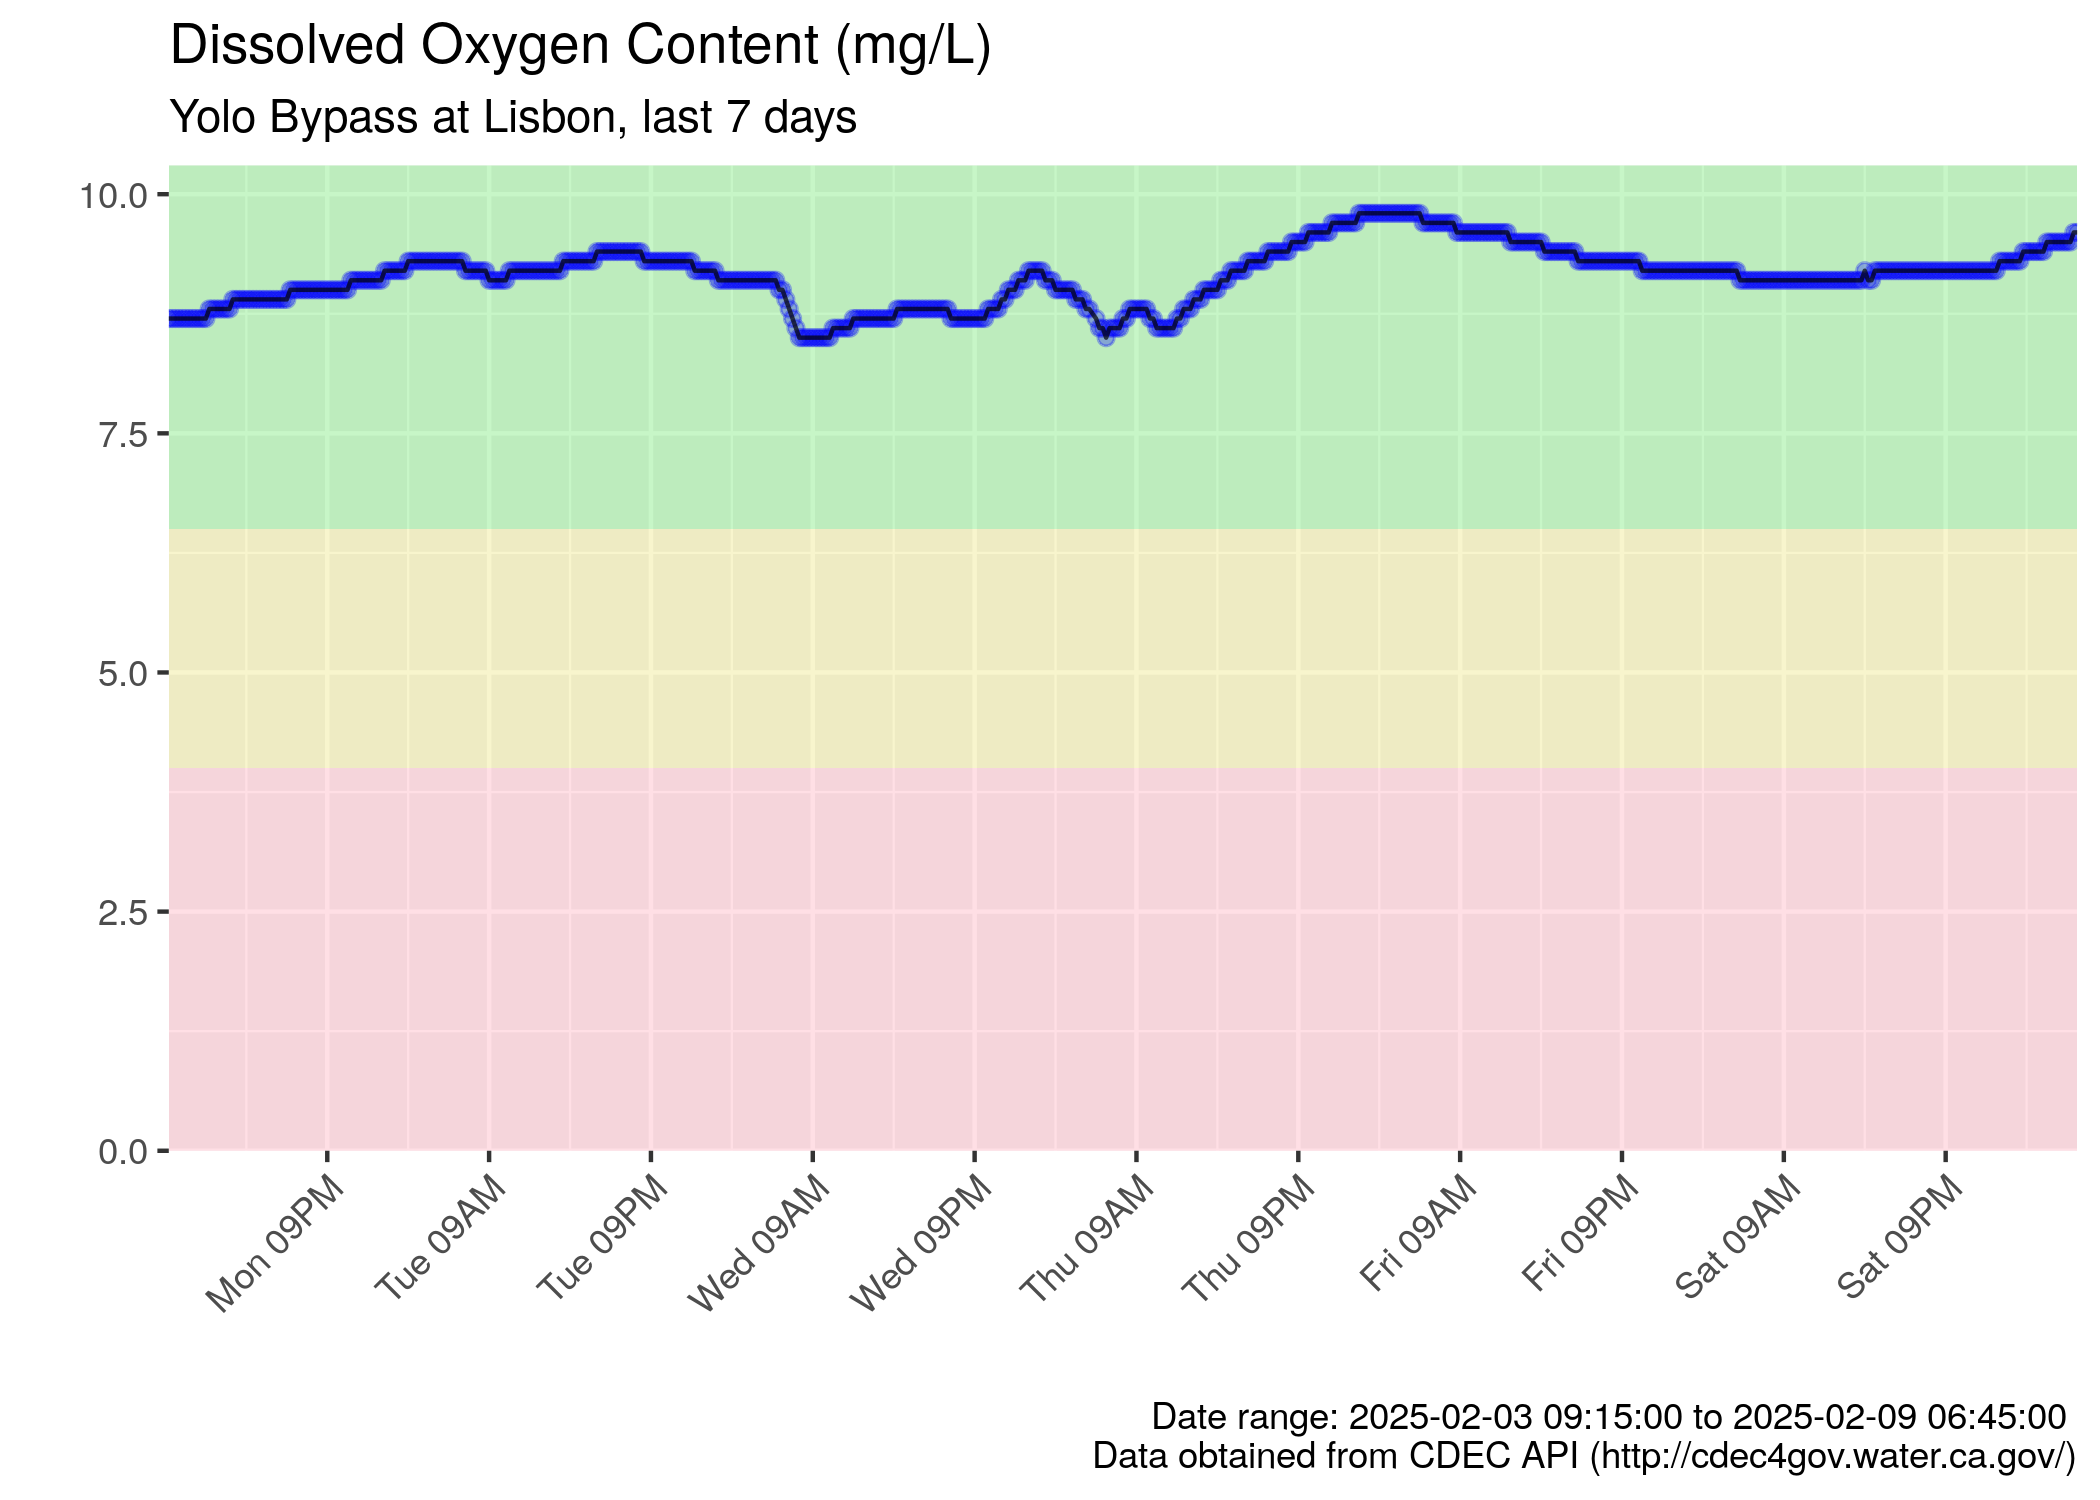 Dissolved Oxygen Content (mg/L)
Yolo Bypass at Lisbon, last 7 days
10.0
7.5
5.0
2.5
0.0
Mon 09PM
Tue 09AM
Tue 09PM
Wed 09AM
Wed 09PM
Thu 09AM
Thu 09PM
Fri 09AM
Fri 09PM
Sat 09AM
Sat 09PM
Date range: 2025-02-03 09:15:00 to 2025-02-09 06:45:00
Data obtained from CDEC API (http://cdec4gov.water.ca.gov/)